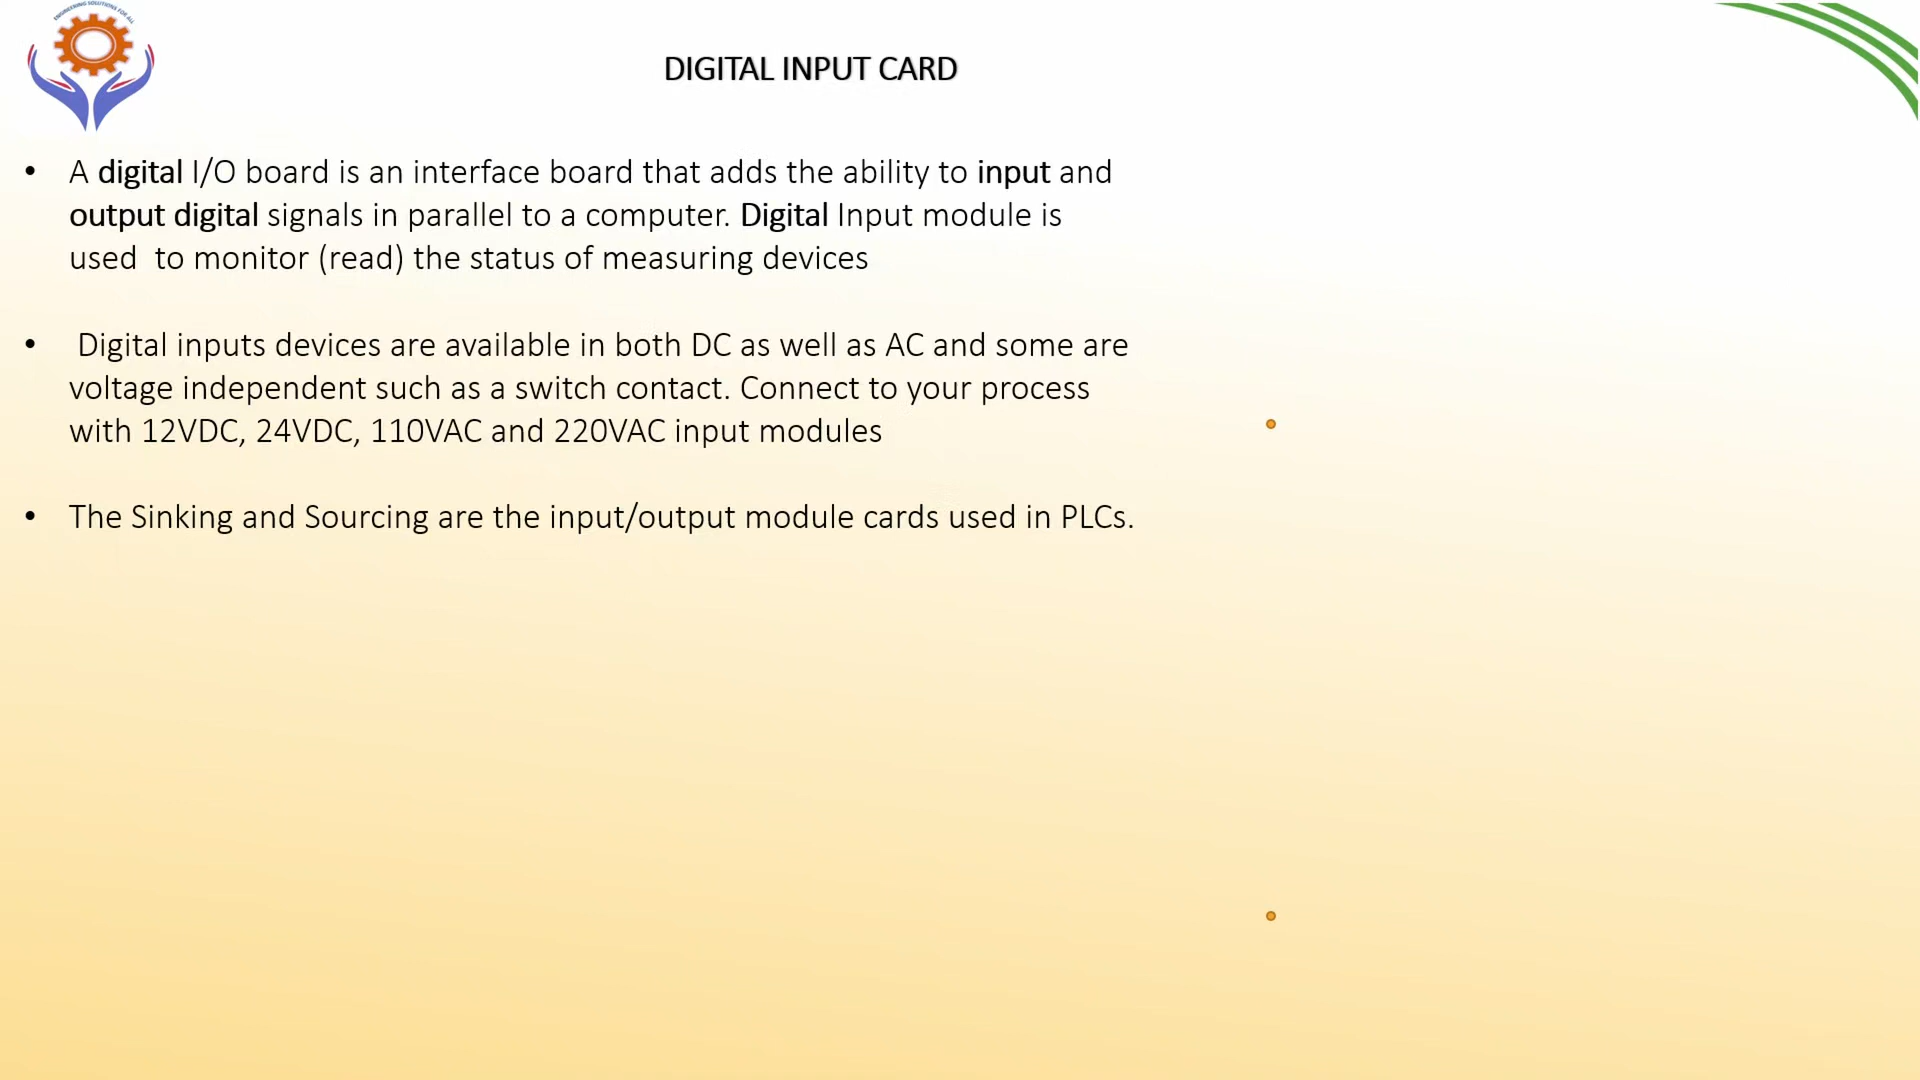 ENGINEERING SOLUTIONS FOR ALL
DIGITAL INPUT CARD
• A digital I/O board is an interface board that adds the ability to input and
output digital signals in parallel to a computer. Digital Input module is
used  to monitor (read) the status of measuring devices
• Digital inputs devices are available in both DC as well as AC and some are
voltage independent such as a switch contact. Connect to your process
with 12VDC, 24VDC, 110VAC and 220VAC input modules
• The Sinking and Sourcing are the input/output module cards used in PLCs.